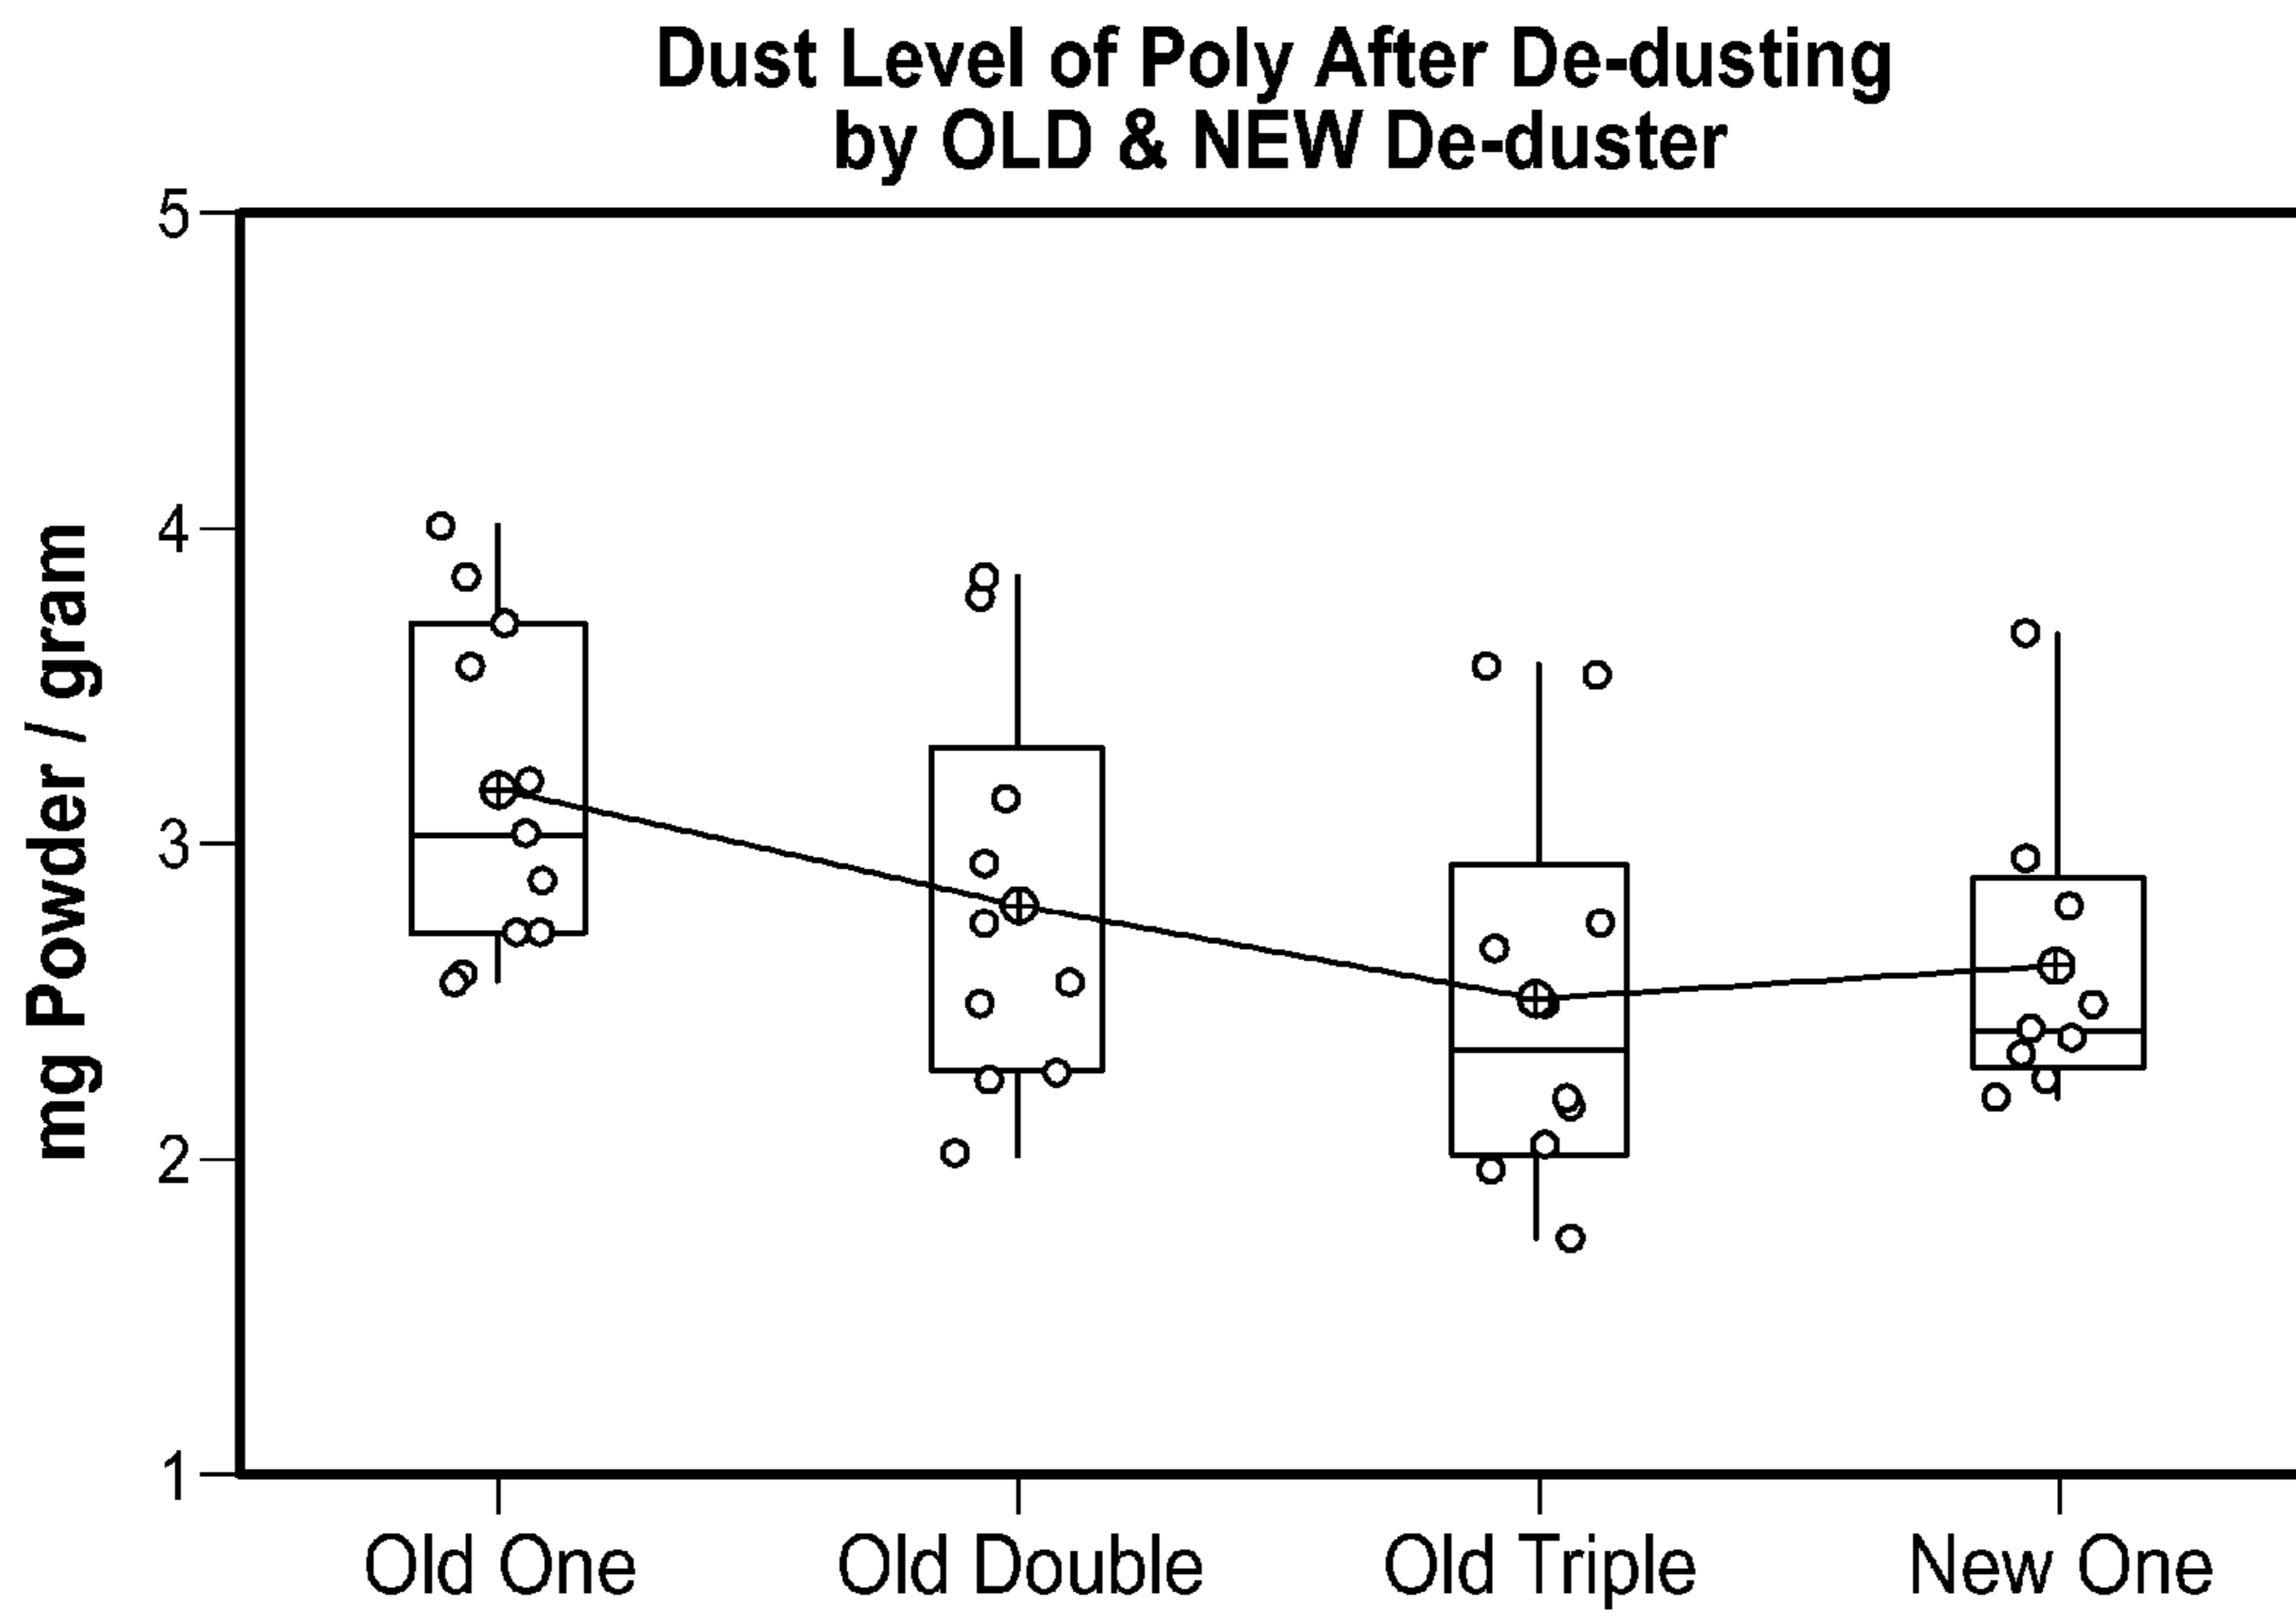 Dust Level of Poly After De-dusting
by OLD & NEW De-duster
mg Powder / gram
5
4
3
2
1
Old One
Old Double
Old Triple
New One